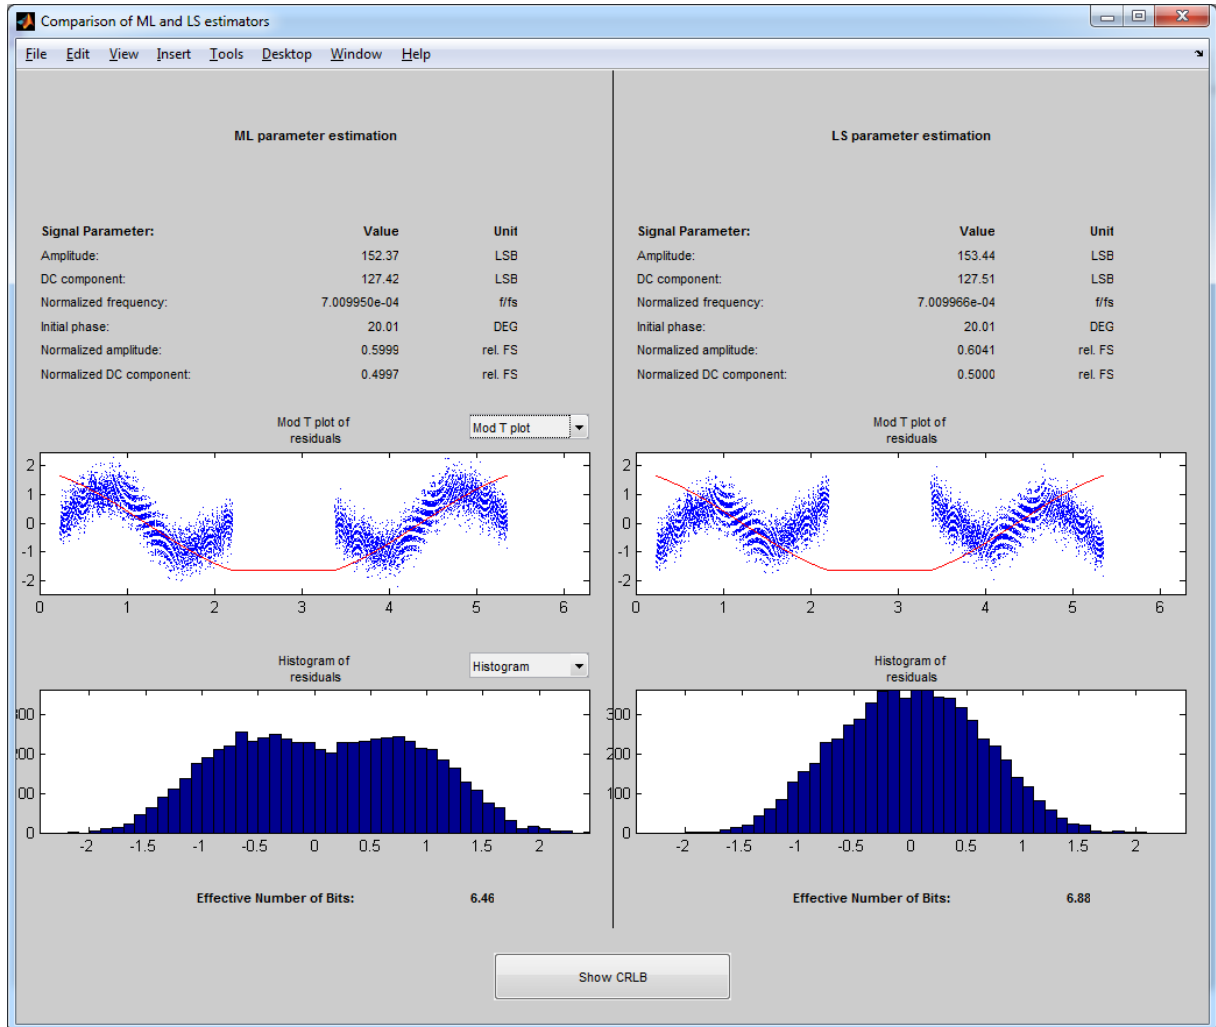 Comparison of ML and LS estimators
File Edit View Insert Tools Desktop Window Help
ML parameter estimation
Signal Parameter: Value Unit
Amplitude: 152.37 LSB
DC component: 127.42 LSB
Normalized frequency: 7.009950e-04 f/fs
Initial phase: 20.01 DEG
Normalized amplitude: 0.5999 rel. FS
Normalized DC component: 0.4997 rel. FS
Mod T plot of
residuals
Mod T plot
2
1
0
-1
-2
0 1 2 3 4 5 6
Histogram of
residuals
Histogram
300
200
100
0
-2 -1.5 -1 -0.5 0 0.5 1 1.5 2
Effective Number of Bits: 6.46
LS parameter estimation
Signal Parameter: Value Unit
Amplitude: 153.44 LSB
DC component: 127.51 LSB
Normalized frequency: 7.009966e-04 f/fs
Initial phase: 20.01 DEG
Normalized amplitude: 0.6041 rel. FS
Normalized DC component: 0.5000 rel. FS
Mod T plot of
residuals
2
1
0
-1
-2
0 1 2 3 4 5 6
Histogram of
residuals
300
200
100
0
-2 -1.5 -1 -0.5 0 0.5 1 1.5 2
Effective Number of Bits: 6.88
Show CRLB